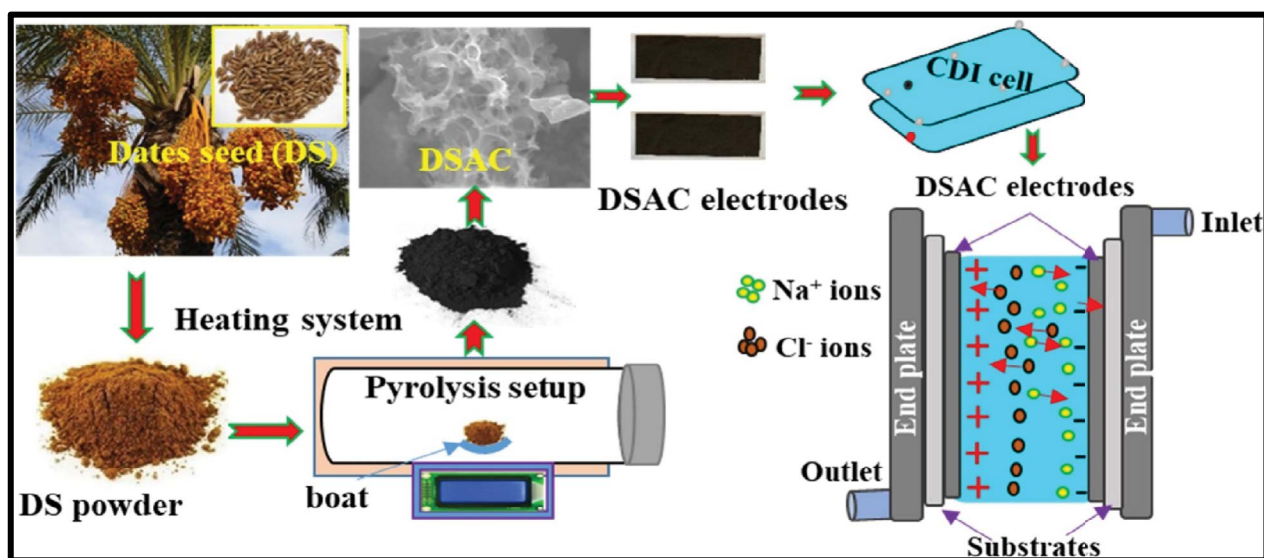 Dates seed (DS)
DS powder
Heating system
Pyrolysis setup
boat
DSAC
DSAC electrodes
CDI cell
DSAC electrodes
Inlet
Na⁺ ions
Cl⁻ ions
End plate
End plate
Outlet
Substrates